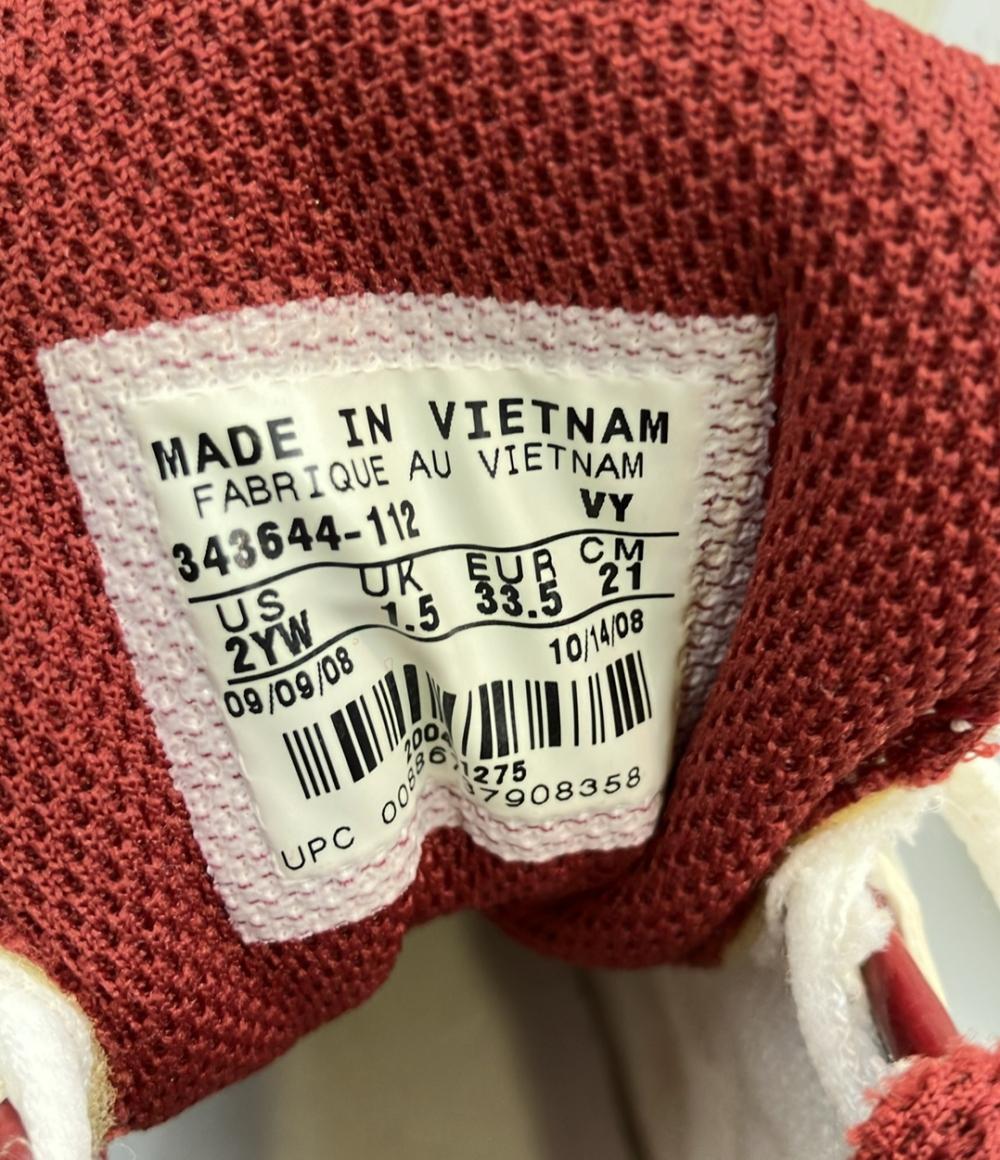 MADE IN VIETNAM
FABRIQUE AU VIETNAM
343644-112 VY
US UK EUR CM
2YW 1.5 33.5 21
09/09/08 10/14/08
UPC